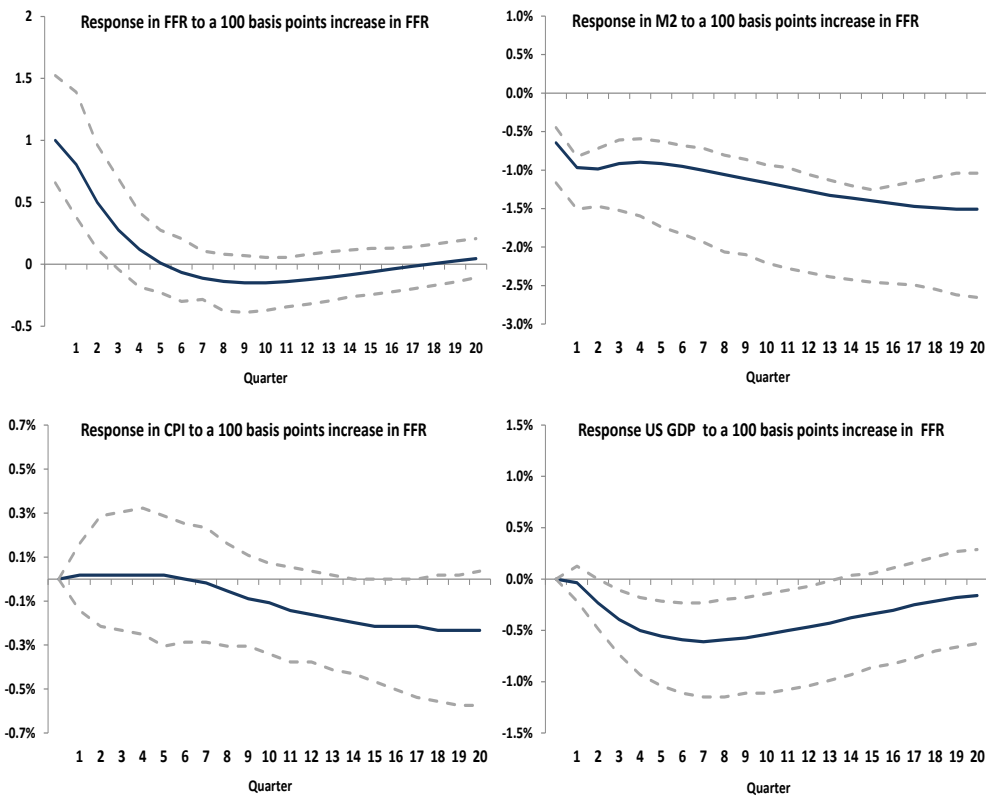 Response in FFR to a 100 basis points increase in FFR
2
1.5
1
0.5
0
-0.5
1 2 3 4 5 6 7 8 9 10 11 12 13 14 15 16 17 18 19 20
Quarter
Response in M2 to a 100 basis points increase in FFR
1.0%
0.5%
0.0%
-0.5%
-1.0%
-1.5%
-2.0%
-2.5%
-3.0%
1 2 3 4 5 6 7 8 9 10 11 12 13 14 15 16 17 18 19 20
Quarter
Response in CPI to a 100 basis points increase in FFR
0.7%
0.5%
0.3%
0.1%
-0.1%
-0.3%
-0.5%
-0.7%
1 2 3 4 5 6 7 8 9 10 11 12 13 14 15 16 17 18 19 20
Quarter
Response US GDP to a 100 basis points increase in FFR
1.5%
1.0%
0.5%
0.0%
-0.5%
-1.0%
-1.5%
1 2 3 4 5 6 7 8 9 10 11 12 13 14 15 16 17 18 19 20
Quarter